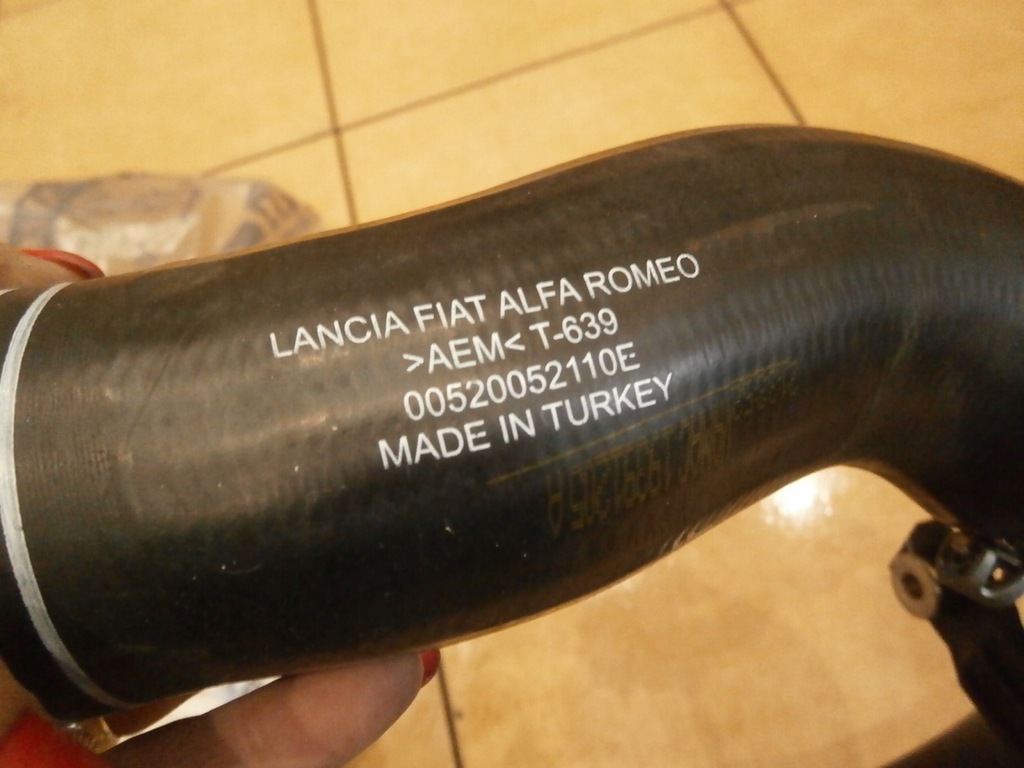 LANCIA FIAT ALFA ROMEO
>AEM< T-639
00520052110E
MADE IN TURKEY